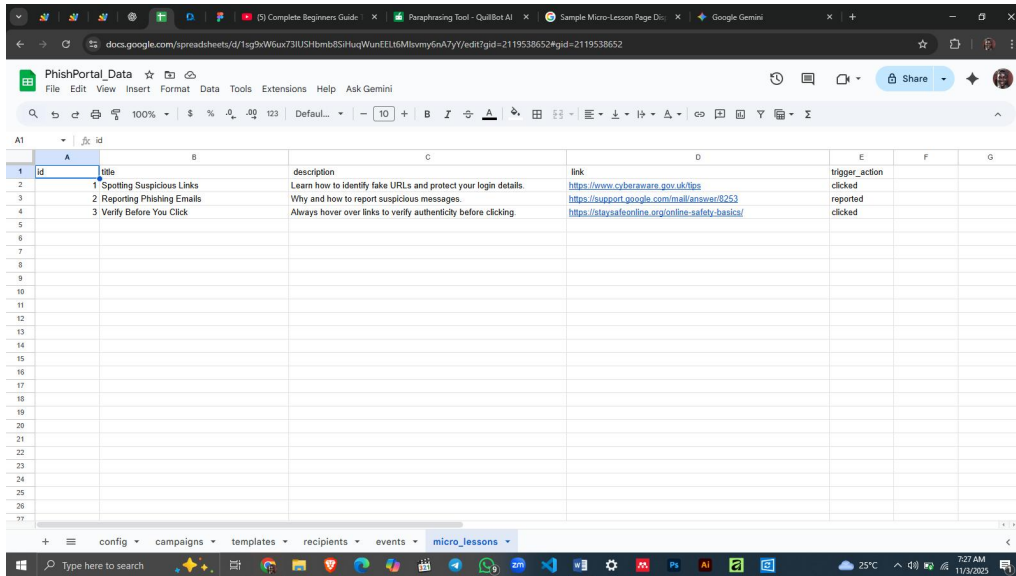 (5) Complete Beginners Guide
Paraphrasing Tool - QuillBot AI
Sample Micro-Lesson Page Dis
Google Gemini
docs.google.com/spreadsheets/d/1sg9xW6ux73IUSHbmb8SiHuqWunEELt6Mlsvmy6nA7yY/edit?gid=2119538652#gid=2119538652
PhishPortal_Data
File Edit View Insert Format Data Tools Extensions Help Ask Gemini
Share
100% $ % .0 .00 123 Defaul... 10 B I A
A1 fx id
A B C D E F G
1 id title description link trigger_action
2 1 Spotting Suspicious Links Learn how to identify fake URLs and protect your login details. https://www.cyberaware.gov.uk/tips clicked
3 2 Reporting Phishing Emails Why and how to report suspicious messages. https://support.google.com/mail/answer/8253 reported
4 3 Verify Before You Click Always hover over links to verify authenticity before clicking. https://staysafeonline.org/online-safety-basics/ clicked
5
6
7
8
9
10
11
12
13
14
15
16
17
18
19
20
21
22
23
24
25
26
27
config campaigns templates recipients events micro_lessons
Type here to search
zm
Ps
Ai
25°C
7:27 AM
11/3/2025